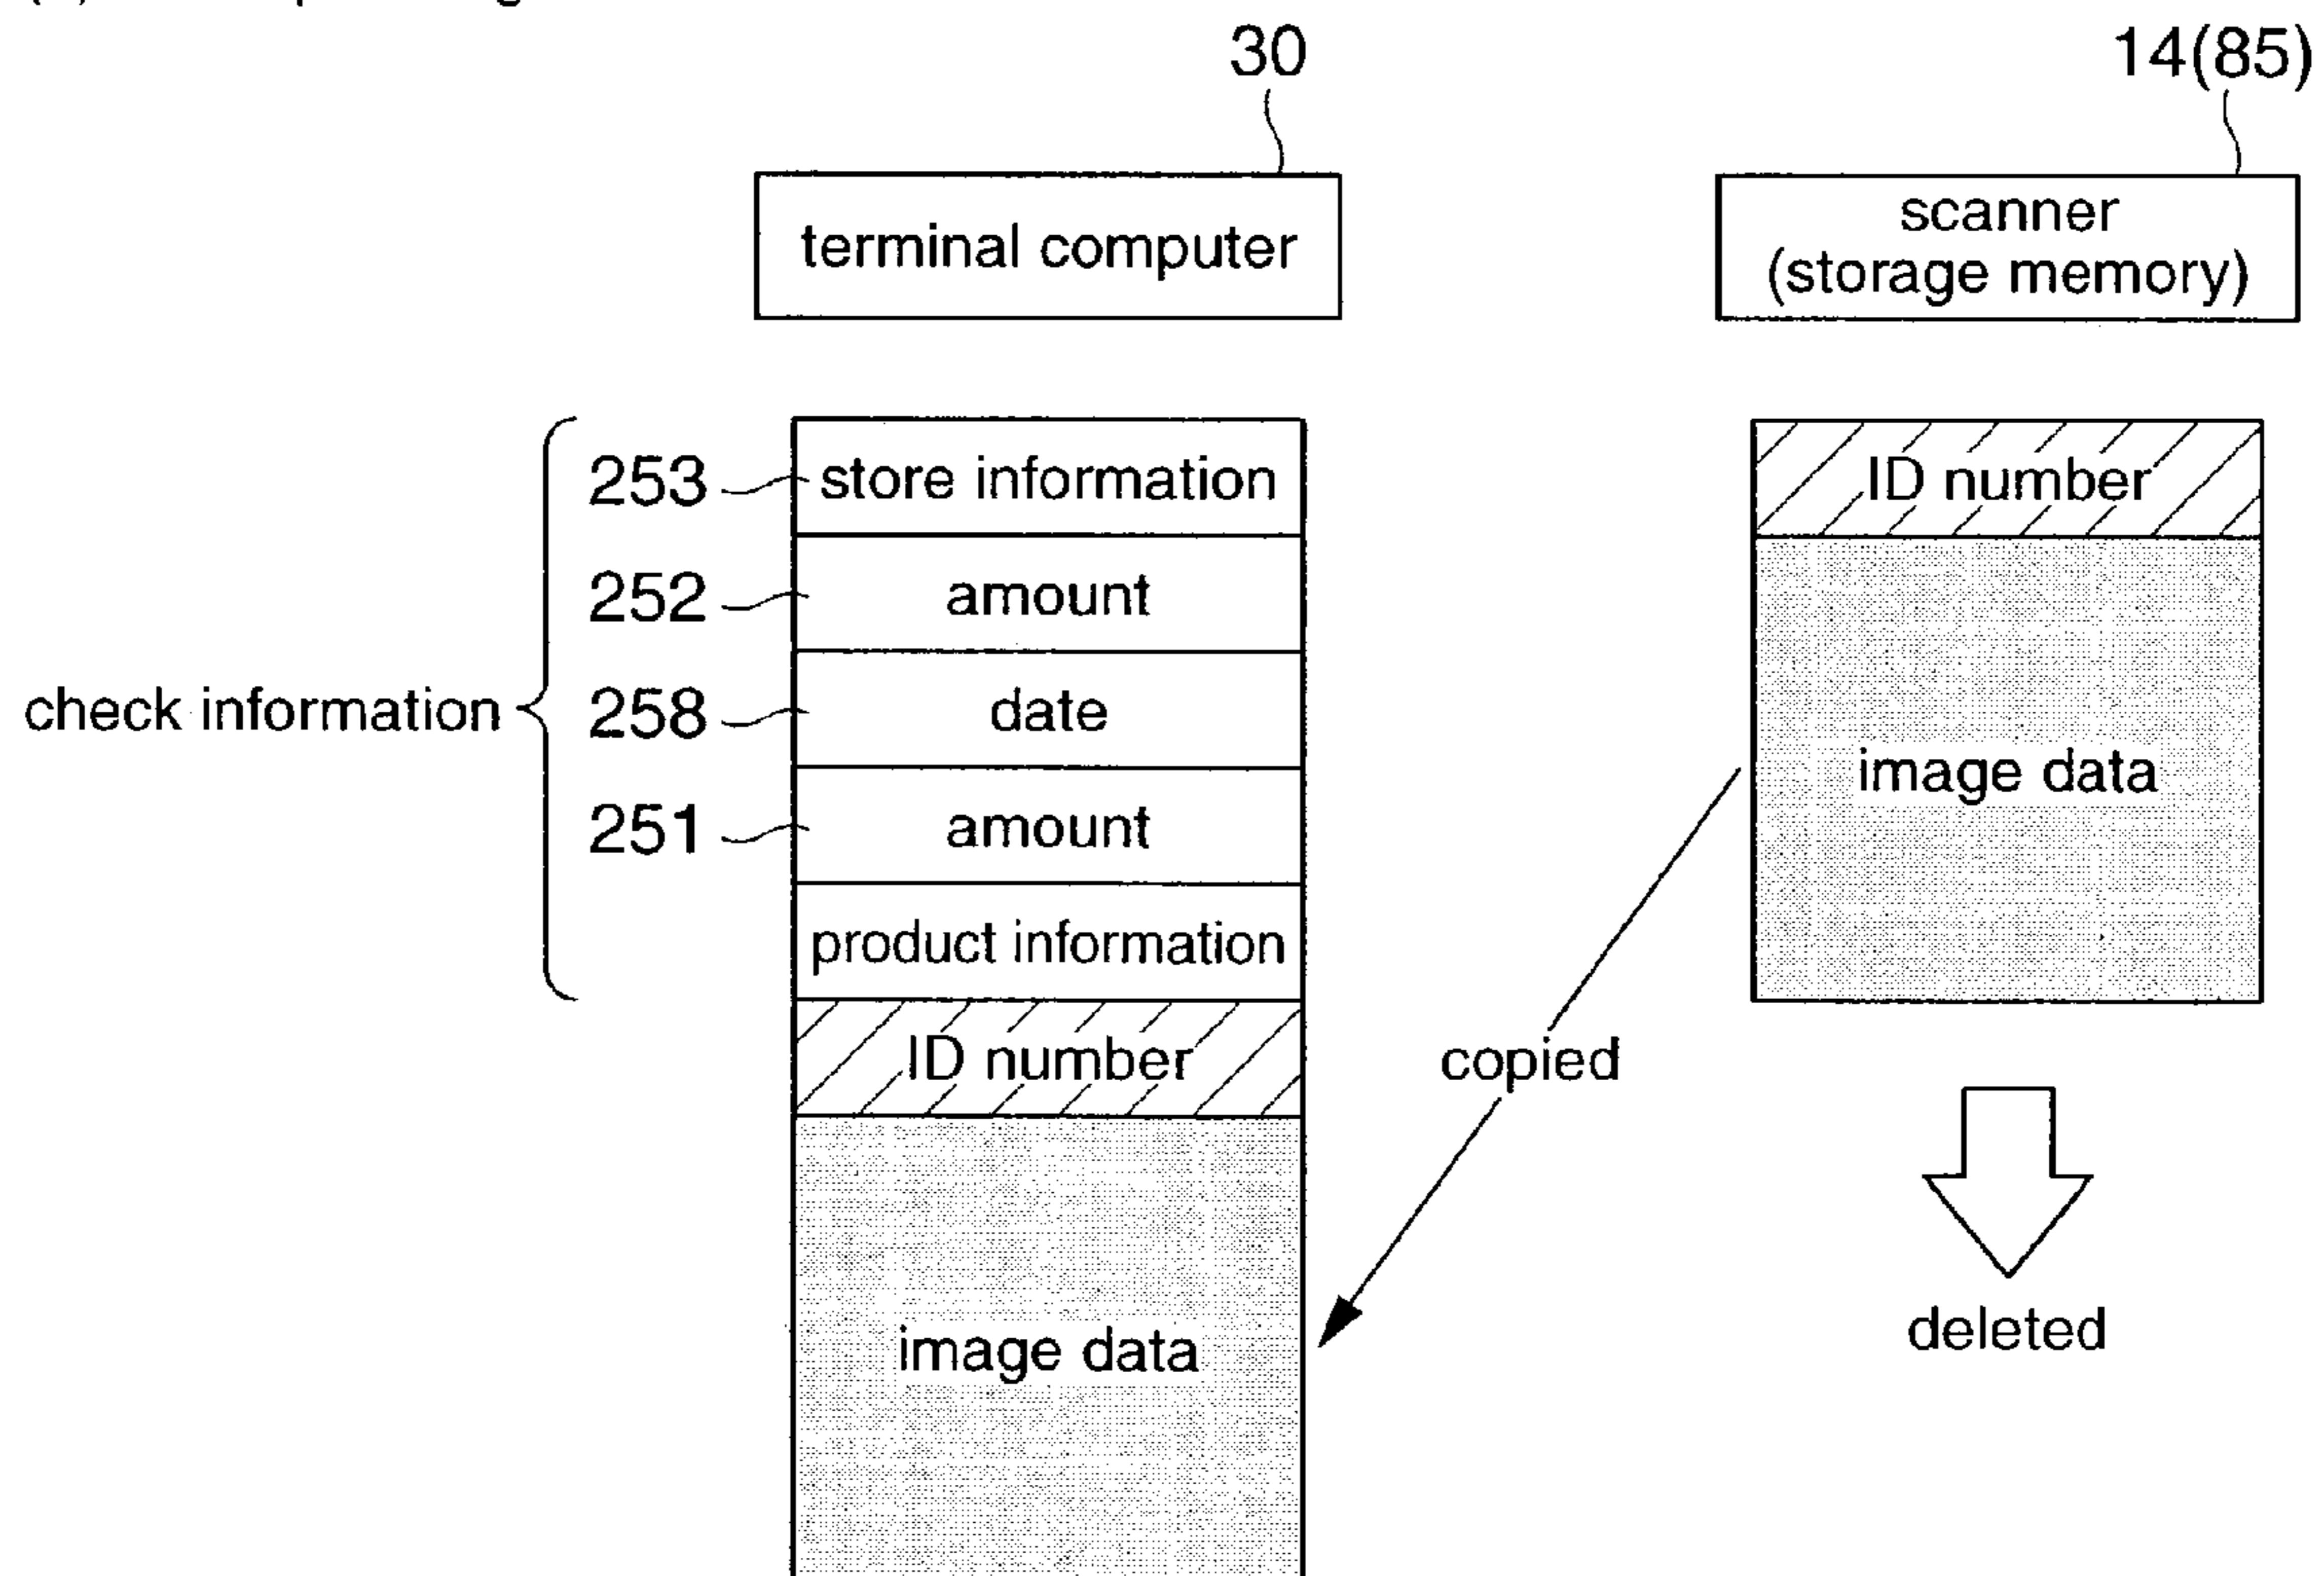 30
14(85)
terminal computer
scanner
(storage memory)
check information
253
store information
252
amount
258
date
251
amount
product information
ID number
image data
ID number
image data
copied
deleted